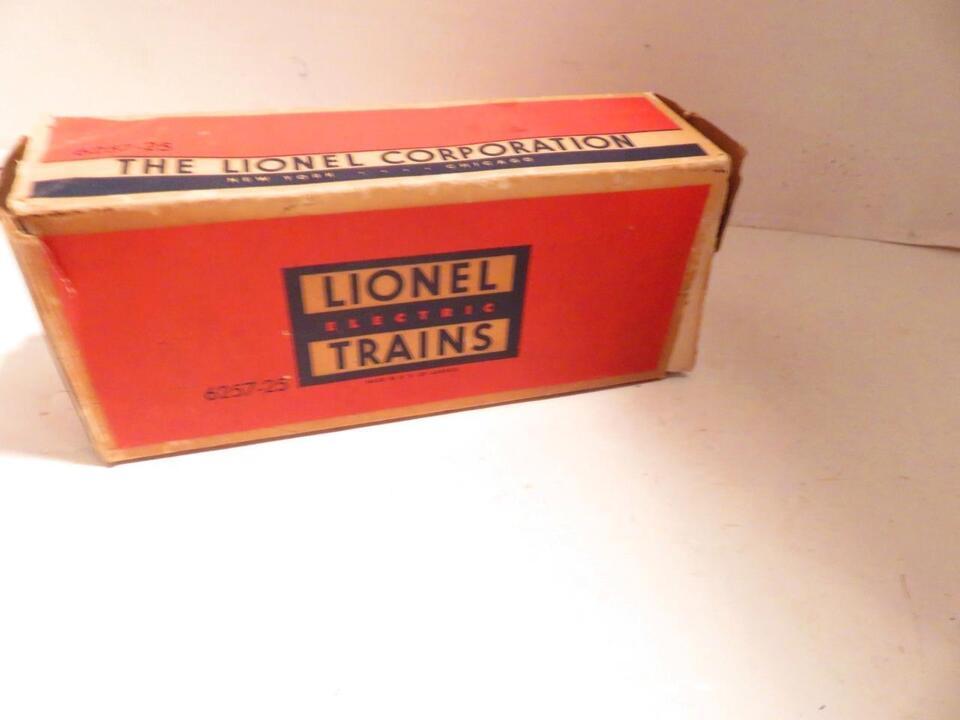 6257-25
THE LIONEL CORPORATION
NEW YORK - - - - CHICAGO
LIONEL
ELECTRIC
TRAINS
6257-25